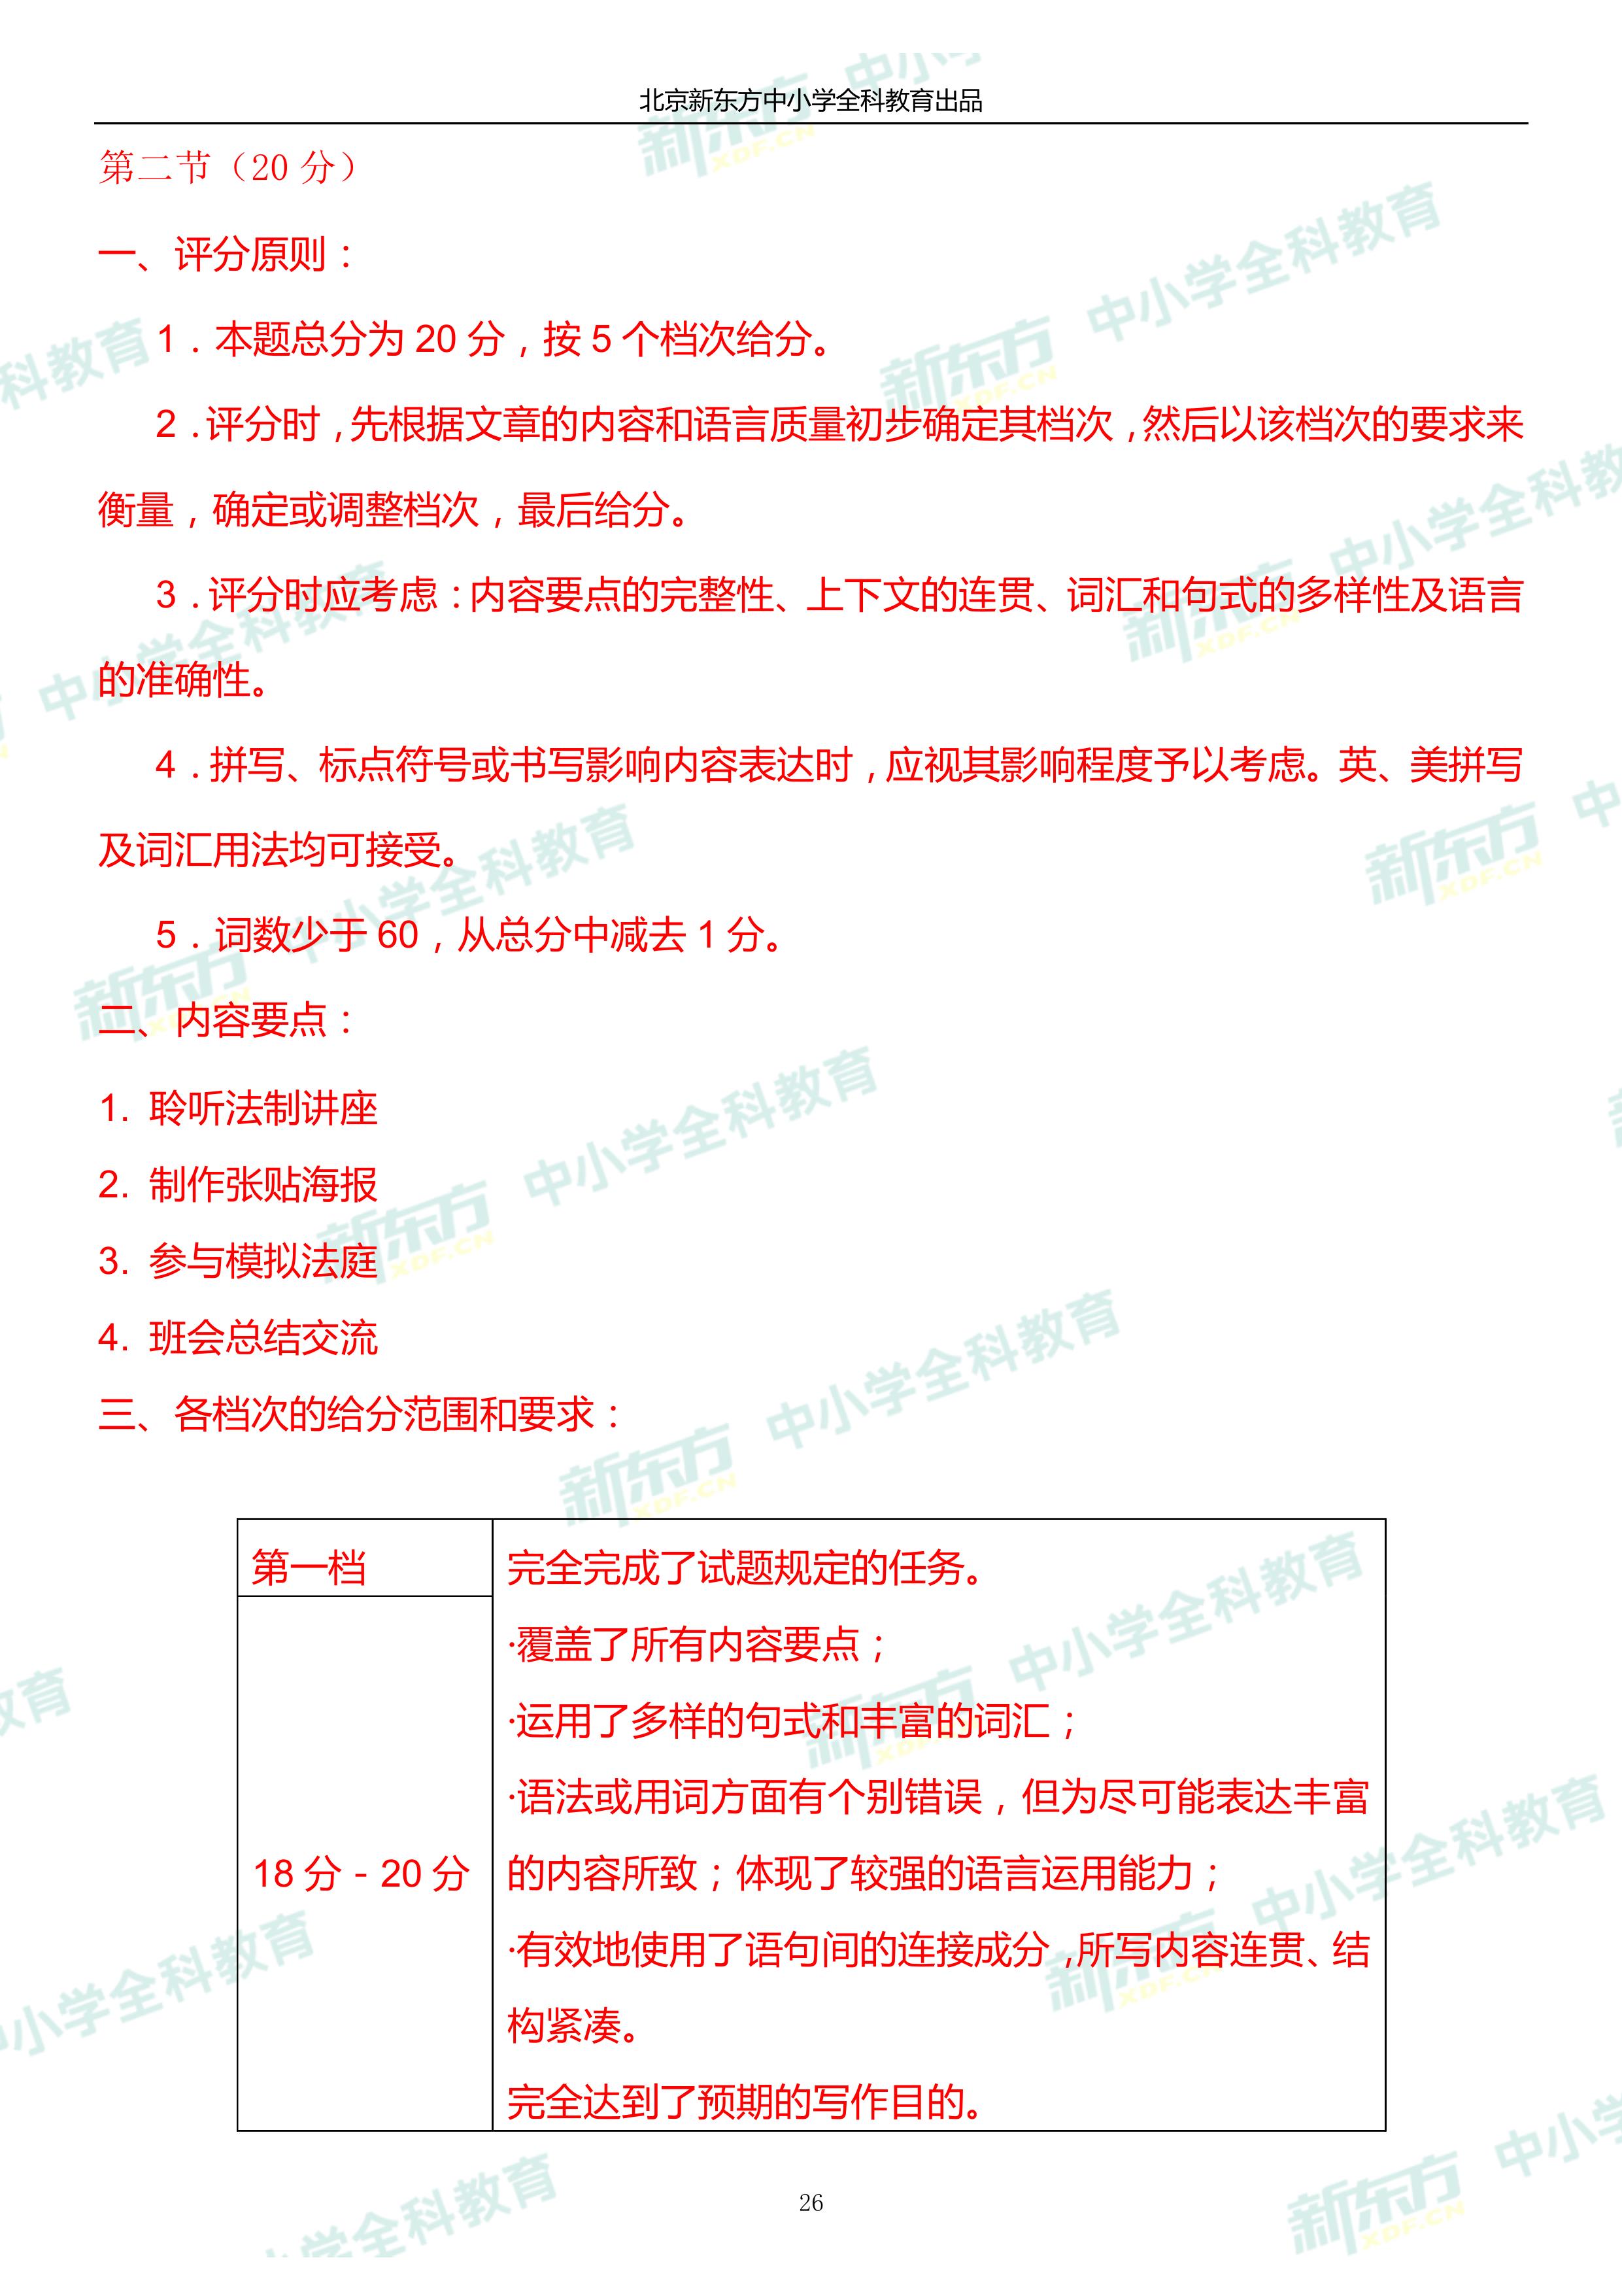 北京新东方中小学全科教育出品
第二节（20 分）
一、评分原则：
1．本题总分为 20 分，按 5 个档次给分。
2．评分时，先根据文章的内容和语言质量初步确定其档次，然后以该档次的要求来
衡量，确定或调整档次，最后给分。
3．评分时应考虑：内容要点的完整性、上下文的连贯、词汇和句式的多样性及语言
的准确性。
4．拼写、标点符号或书写影响内容表达时，应视其影响程度予以考虑。英、美拼写
及词汇用法均可接受。
5．词数少于 60，从总分中减去 1 分。
二、内容要点：
1. 聆听法制讲座
2. 制作张贴海报
3. 参与模拟法庭
4. 班会总结交流
三、各档次的给分范围和要求：
第一档
18 分－20 分
完全完成了试题规定的任务。
·覆盖了所有内容要点；
·运用了多样的句式和丰富的词汇；
·语法或用词方面有个别错误，但为尽可能表达丰富
的内容所致；体现了较强的语言运用能力；
·有效地使用了语句间的连接成分，所写内容连贯、结
构紧凑。
完全达到了预期的写作目的。
26
新东方 XDF.CN 中小学全科教育